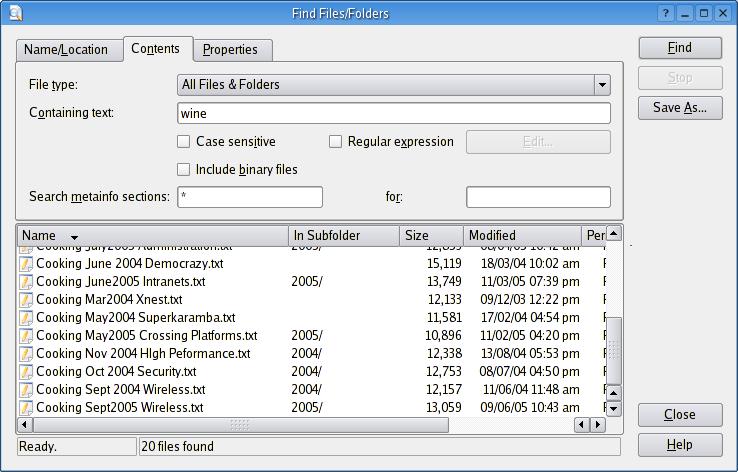 Find Files/Folders
Name/Location Contents Properties
Find
File type: All Files & Folders
Stop
Containing text: wine
Save As...
Case sensitive Regular expression Edit...
Include binary files
Search metainfo sections: * for:
Name In Subfolder Size Modified Per
Cooking July2005 Administration.txt 2005/
Cooking June 2004 Democrazy.txt 15,119 18/03/04 10:02 am F
Cooking June2005 Intranets.txt 2005/ 13,749 11/03/05 07:39 pm F
Cooking Mar2004 Xnest.txt 12,133 09/12/03 12:22 pm F
Cooking May2004 Superkaramba.txt 11,581 17/02/04 04:54 pm F
Cooking May2005 Crossing Platforms.txt 2005/ 10,896 11/02/05 04:20 pm F
Cooking Nov 2004 HIgh Peformance.txt 2004/ 12,338 13/08/04 05:53 pm F
Cooking Oct 2004 Security.txt 2004/ 12,753 08/07/04 04:50 pm F
Cooking Sept 2004 Wireless.txt 2004/ 12,157 11/06/04 11:48 am F
Cooking Sept2005 Wireless.txt 2005/ 13,059 09/06/05 10:43 am F
Close
Ready. 20 files found
Help